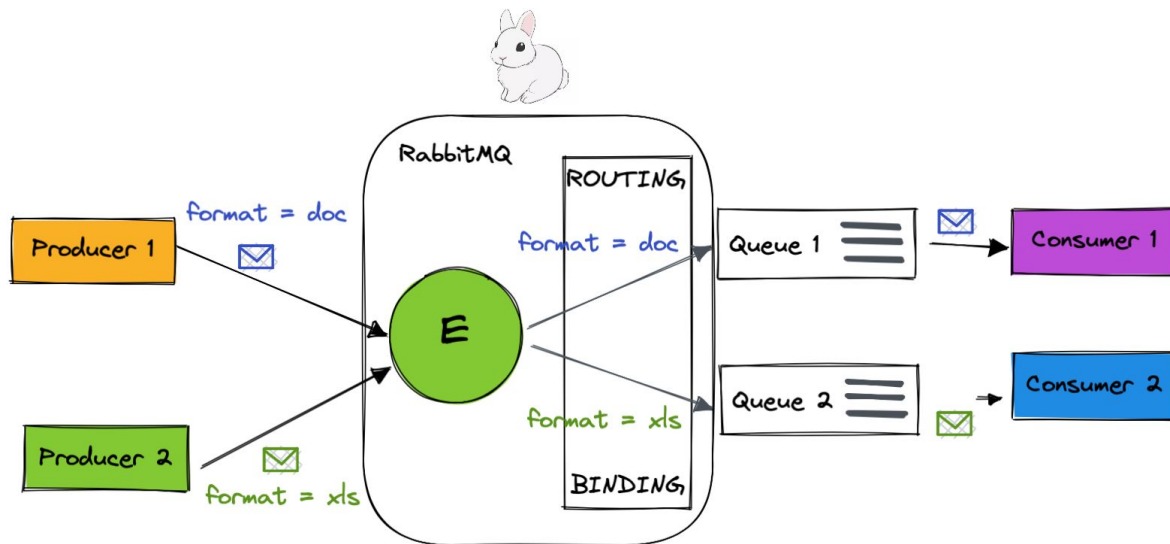 RabbitMQ
ROUTING
format = doc
Producer 1
format = doc
Queue 1
Consumer 1
E
Producer 2
format = xls
format = xls
Queue 2
Consumer 2
BINDING